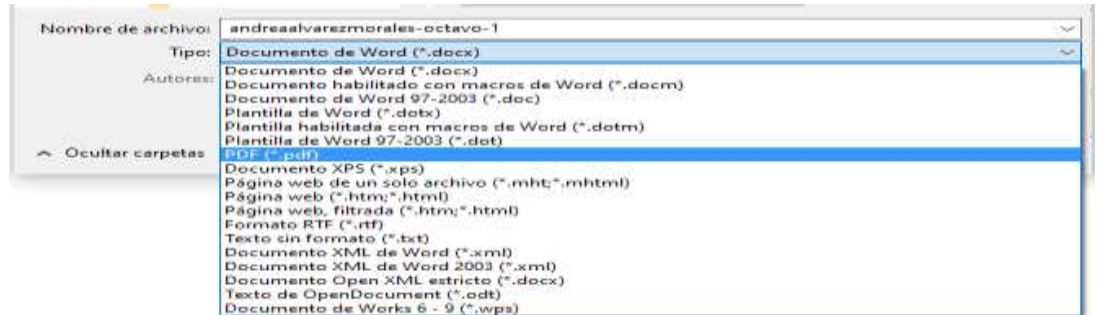 Nombre de archivo: andreaalvarezmorales-octavo-1
Tipo: Documento de Word (*.docx)
Autores:
Documento de Word (*.docx)
Documento habilitado con macros de Word (*.docm)
Documento de Word 97-2003 (*.doc)
Plantilla de Word (*.dotx)
Plantilla habilitada con macros de Word (*.dotm)
Plantilla de Word 97-2003 (*.dot)
Ocultar carpetas
PDF (*.pdf)
Documento XPS (*.xps)
Página web de un solo archivo (*.mht;*.mhtml)
Página web (*.htm;*.html)
Página web, filtrada (*.htm;*.html)
Formato RTF (*.rtf)
Texto sin formato (*.txt)
Documento XML de Word (*.xml)
Documento XML de Word 2003 (*.xml)
Documento Open XML estricto (*.docx)
Texto de OpenDocument (*.odt)
Documento de Works 6 - 9 (*.wps)